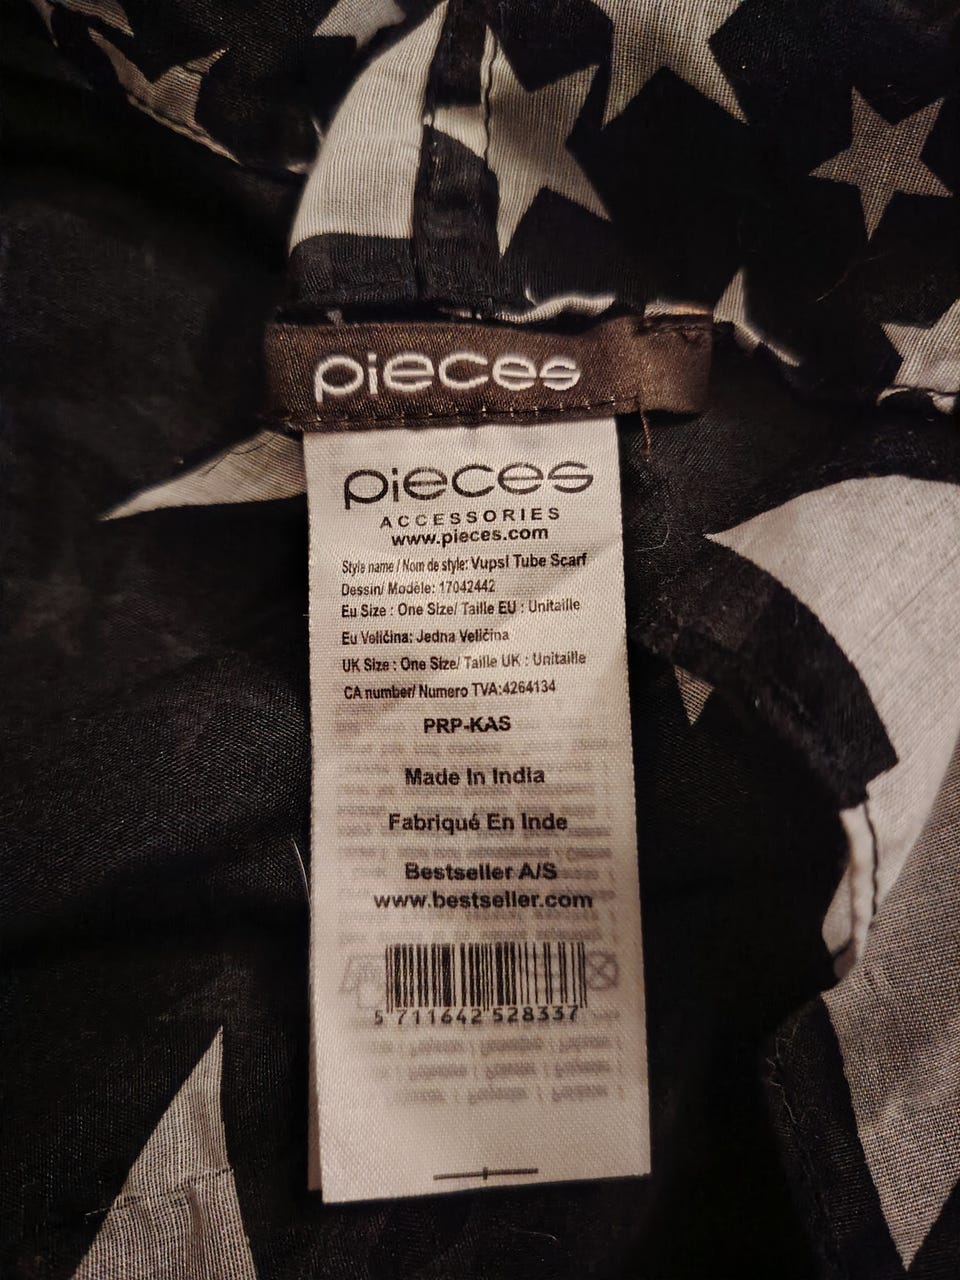 pieces
pieces
ACCESSORIES
www.pieces.com
Style name / Nom de style: Vupsl Tube Scarf
Dessin/ Modèle: 17042442
Eu Size : One Size/ Taille EU : Unitaille
Eu Veličina: Jedna Veličina
UK Size : One Size/ Taille UK : Unitaille
CA number/ Numero TVA:4264134
PRP-KAS
Made In India
Fabriqué En Inde
Bestseller A/S
www.bestseller.com
5 711642 528337